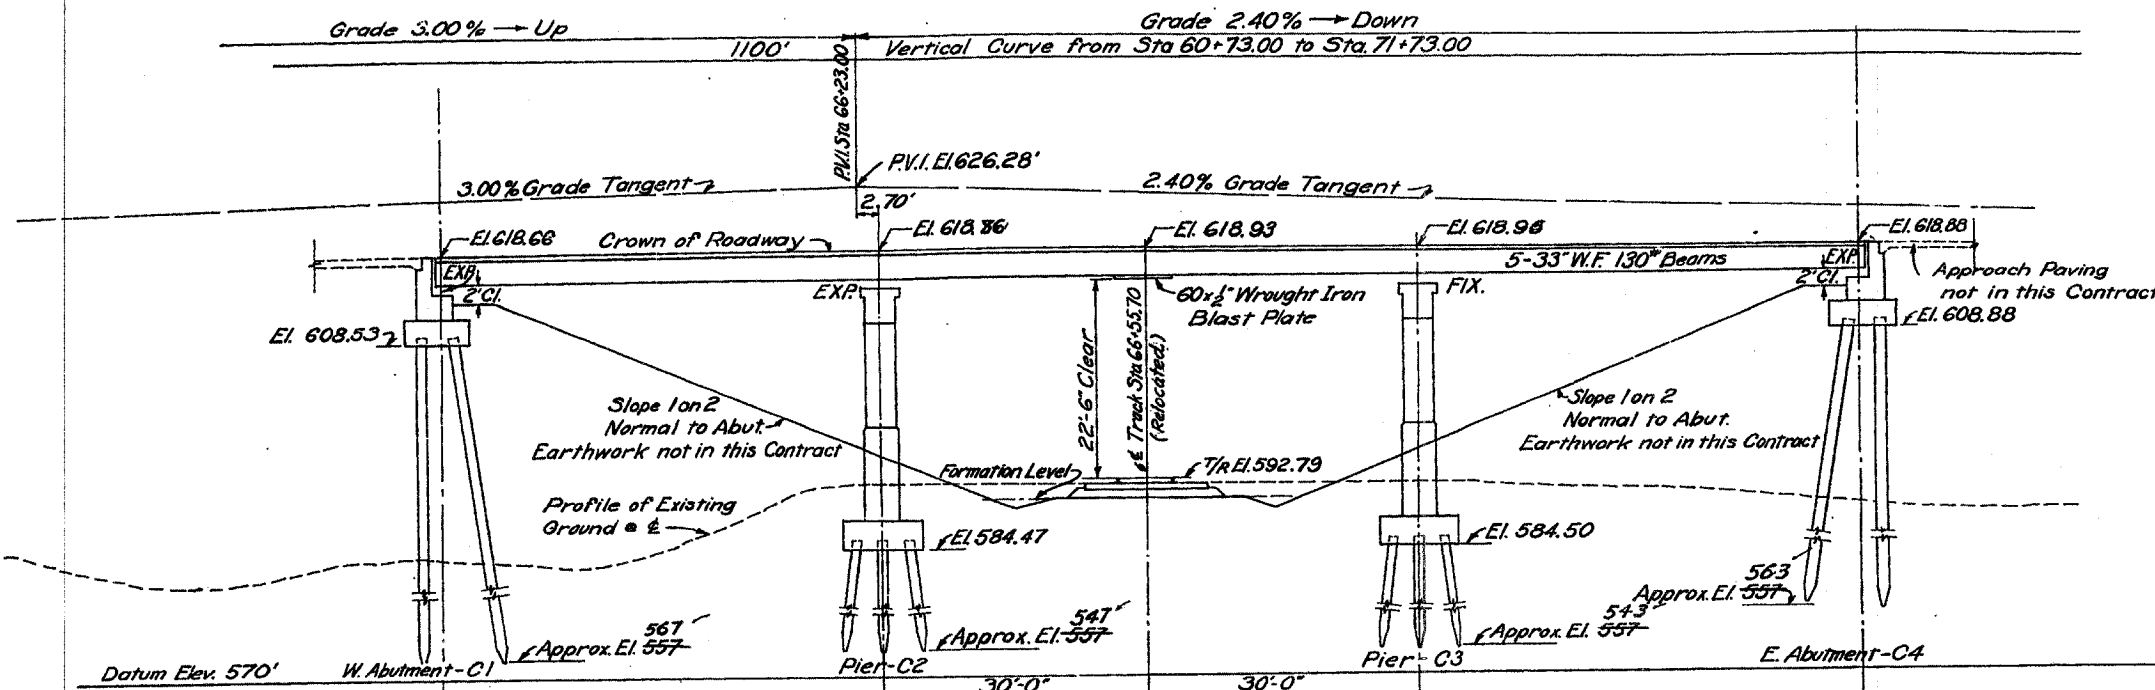 Grade 3.00% → Up
Grade 2.40% → Down
1100' Vertical Curve from Sta 60+73.00 to Sta. 71+73.00
P.V.I. Sta 66+23.00
P.V.I. El. 626.28'
3.00% Grade Tangent
2.40% Grade Tangent
2.70'
El. 618.66
Crown of Roadway
El. 618.86
El. 618.93
El. 618.98
El. 618.88
5-33" W.F. 130# Beams
EXP.
EXP.
2' Cl.
2' Cl.
Approach Paving
not in this Contract
EXP.
FIX.
60x½" Wrought Iron
Blast Plate
El. 608.53
El. 608.88
22'-6" Clear
℄ Track Sta 66+55.70
(Relocated)
Slope 1 on 2
Normal to Abut.
Earthwork not in this Contract
Slope 1 on 2
Normal to Abut.
Earthwork not in this Contract
Formation Level
T/R El. 592.79
Profile of Existing
Ground @ ℄
El. 584.47
El. 584.50
567
Approx. El. 557
547
Approx. El. 557
543
Approx. El. 557
563
Approx. El. 557
Datum Elev. 570'
W. Abutment-C1
Pier-C2
Pier-C3
E. Abutment-C4
30'-0"
30'-0"